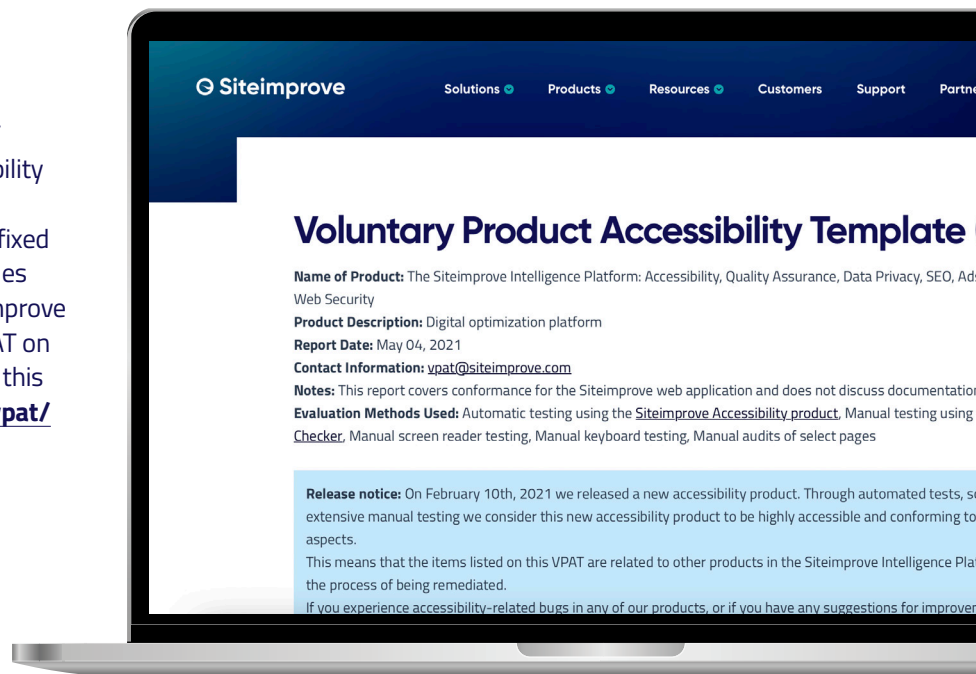 bility
fixed
es
mprove
AT on
this
vpat/
Siteimprove
Solutions Products Resources Customers Support Partne
Voluntary Product Accessibility Template
Name of Product: The Siteimprove Intelligence Platform: Accessibility, Quality Assurance, Data Privacy, SEO, Ads
Web Security
Product Description: Digital optimization platform
Report Date: May 04, 2021
Contact Information: vpat@siteimprove.com
Notes: This report covers conformance for the Siteimprove web application and does not discuss documentation
Evaluation Methods Used: Automatic testing using the Siteimprove Accessibility product, Manual testing using
Checker, Manual screen reader testing, Manual keyboard testing, Manual audits of select pages
Release notice: On February 10th, 2021 we released a new accessibility product. Through automated tests, s
extensive manual testing we consider this new accessibility product to be highly accessible and conforming to
aspects.
This means that the items listed on this VPAT are related to other products in the Siteimprove Intelligence Pla
the process of being remediated.
If you experience accessibility-related bugs in any of our products, or if you have any suggestions for improve